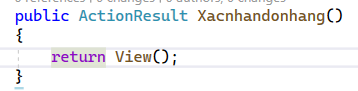 public ActionResult Xacnhandonhang()
{
return View();
}